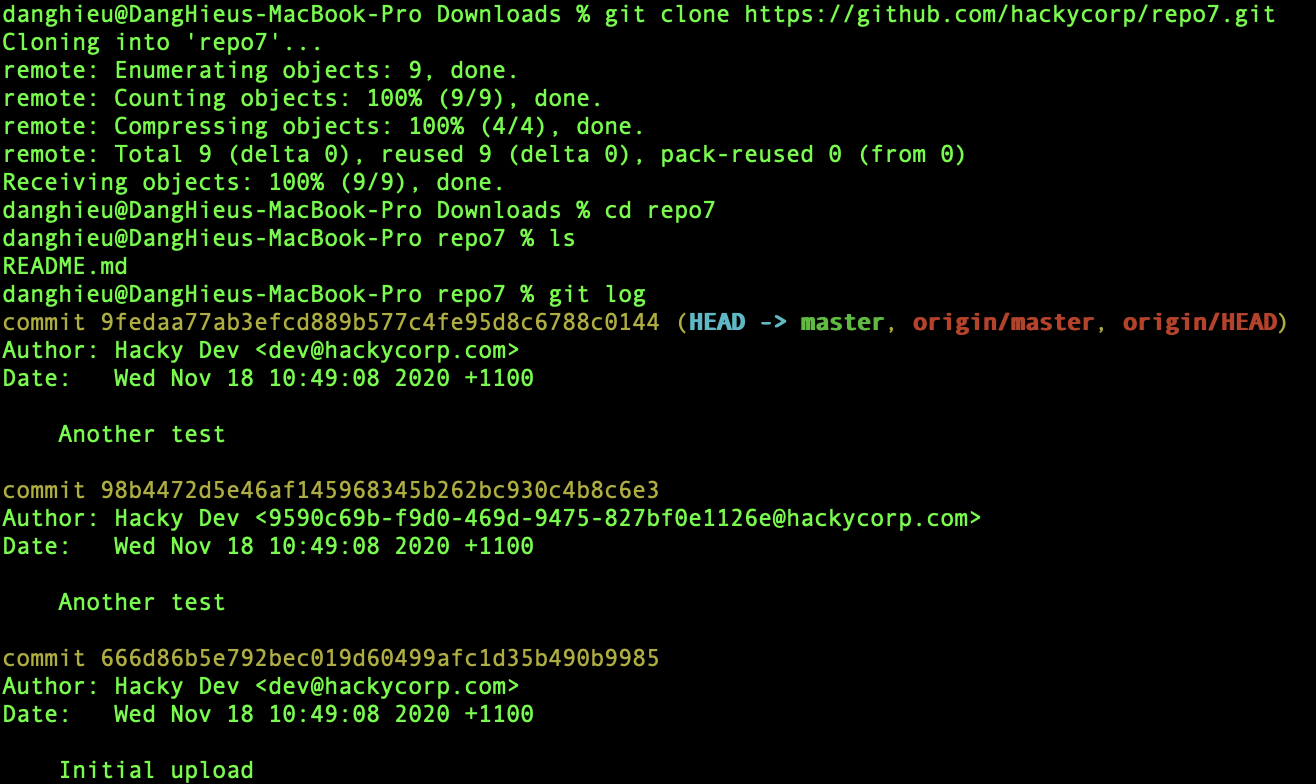 danghieu@DangHieus-MacBook-Pro Downloads % git clone https://github.com/hackycorp/repo7.git
Cloning into 'repo7'...
remote: Enumerating objects: 9, done.
remote: Counting objects: 100% (9/9), done.
remote: Compressing objects: 100% (4/4), done.
remote: Total 9 (delta 0), reused 9 (delta 0), pack-reused 0 (from 0)
Receiving objects: 100% (9/9), done.
danghieu@DangHieus-MacBook-Pro Downloads % cd repo7
danghieu@DangHieus-MacBook-Pro repo7 % ls
README.md
danghieu@DangHieus-MacBook-Pro repo7 % git log
commit 9fedaa77ab3efcd889b577c4fe95d8c6788c0144 (HEAD -> master, origin/master, origin/HEAD)
Author: Hacky Dev <dev@hackycorp.com>
Date:   Wed Nov 18 10:49:08 2020 +1100
    Another test
commit 98b4472d5e46af145968345b262bc930c4b8c6e3
Author: Hacky Dev <9590c69b-f9d0-469d-9475-827bf0e1126e@hackycorp.com>
Date:   Wed Nov 18 10:49:08 2020 +1100
    Another test
commit 666d86b5e792bec019d60499afc1d35b490b9985
Author: Hacky Dev <dev@hackycorp.com>
Date:   Wed Nov 18 10:49:08 2020 +1100
    Initial upload